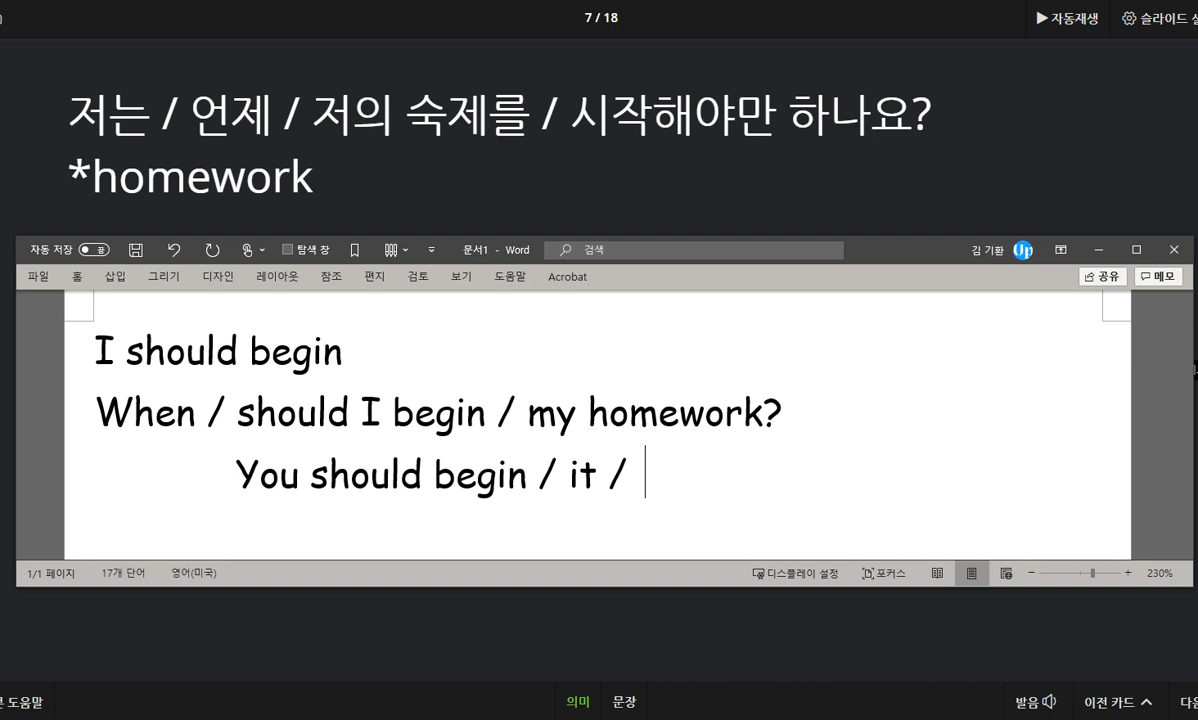 7 / 18
자동재생
슬라이드
저는 / 언제 / 저의 숙제를 / 시작해야만 하나요?
*homework
자동 저장 끔 탐색 창 문서1 - Word 검색 김 기환 Up
파일 홈 삽입 그리기 디자인 레이아웃 참조 편지 검토 보기 도움말 Acrobat 공유 메모
I should begin
When / should I begin / my homework?
You should begin / it /
1/1 페이지 17개 단어 영어(미국) 디스플레이 설정 포커스 230%
도움말 의미 문장 발음 이전 카드